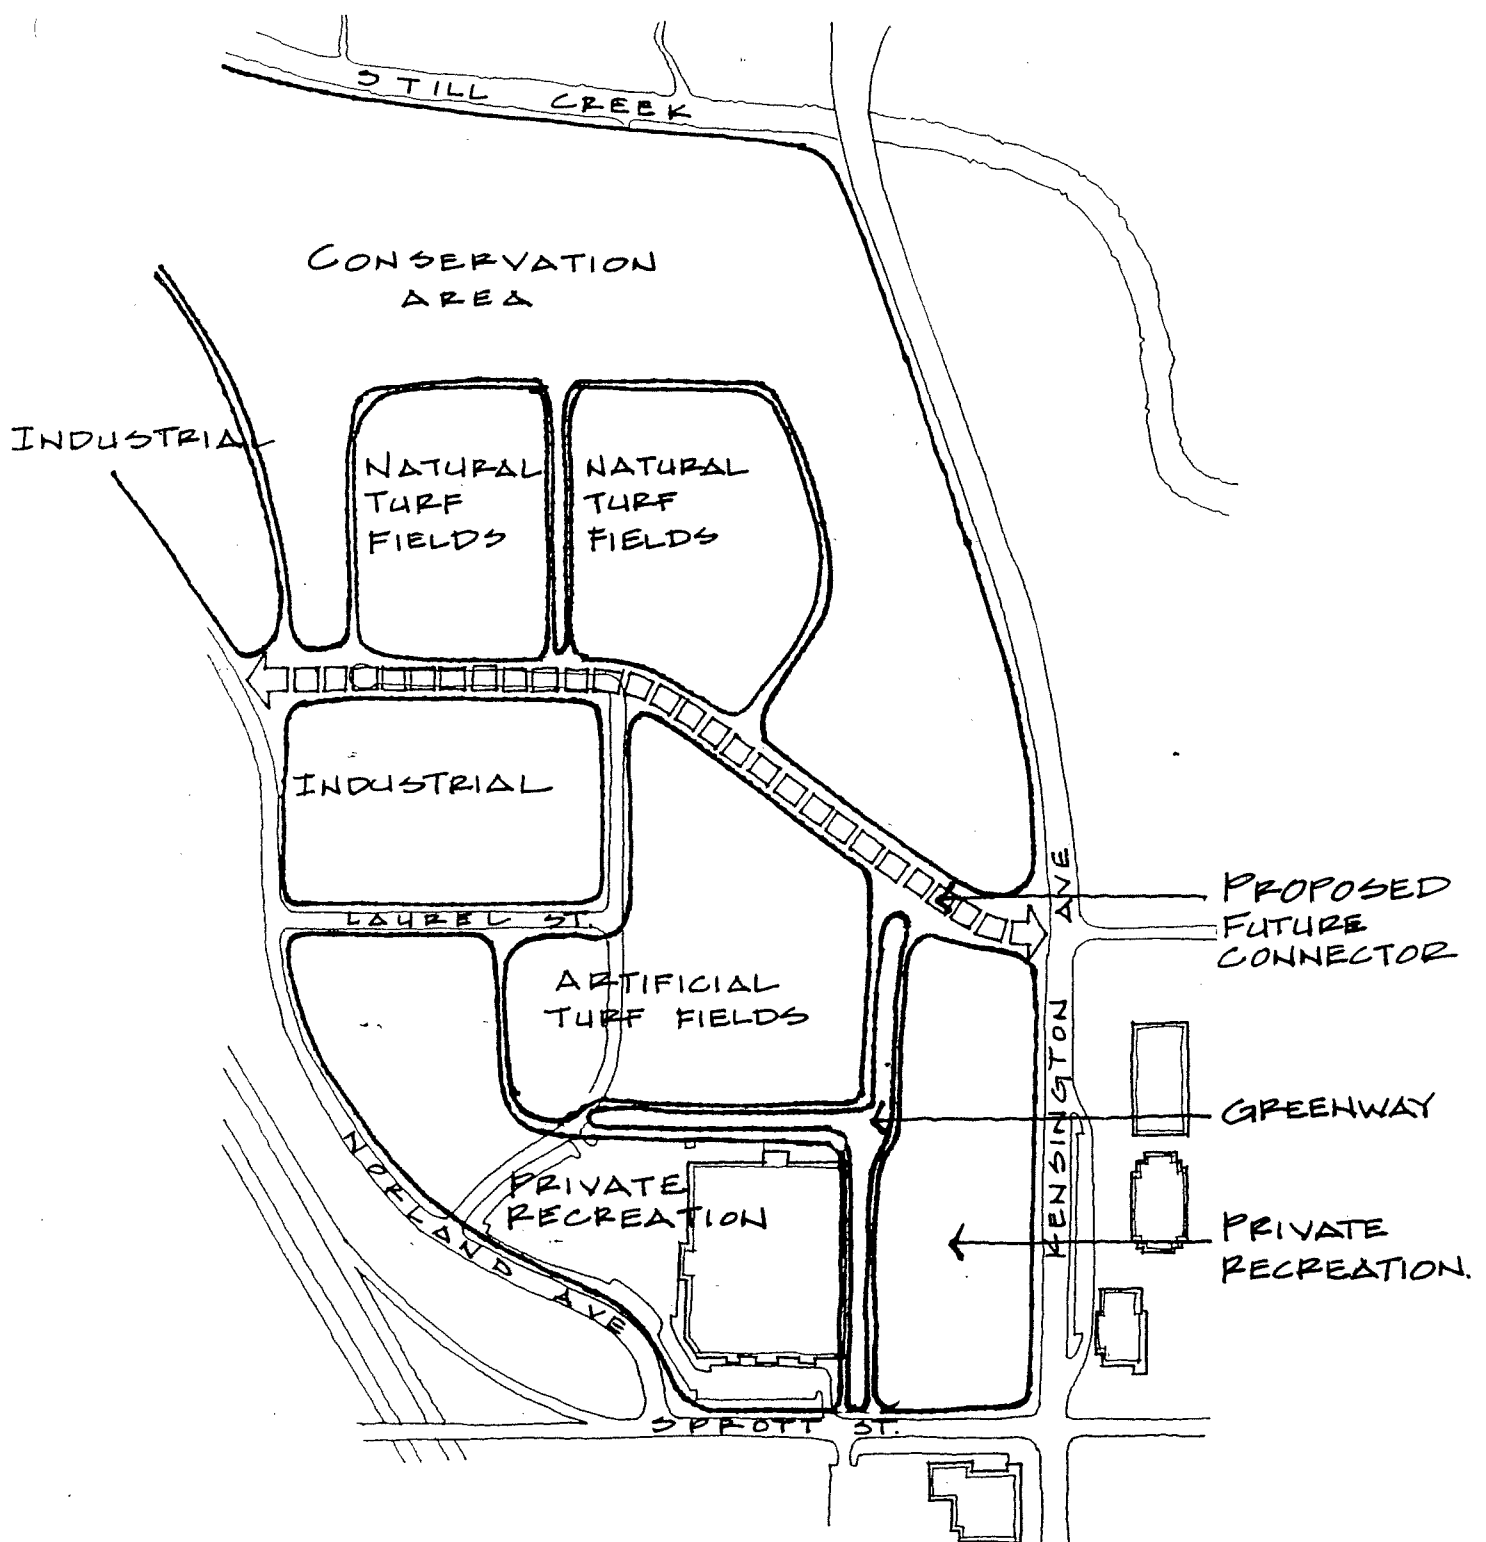 STILL CREEK
CONSERVATION
AREA
INDUSTRIAL
NATURAL
TURF
FIELDS
NATURAL
TURF
FIELDS
INDUSTRIAL
LAUREL ST.
ARTIFICIAL
TURF FIELDS
PROPOSED
FUTURE
CONNECTOR
KENSINGTON AVE
GREENWAY
PRIVATE
RECREATION
PRIVATE
RECREATION.
NORLAND AVE
SPROTT ST.